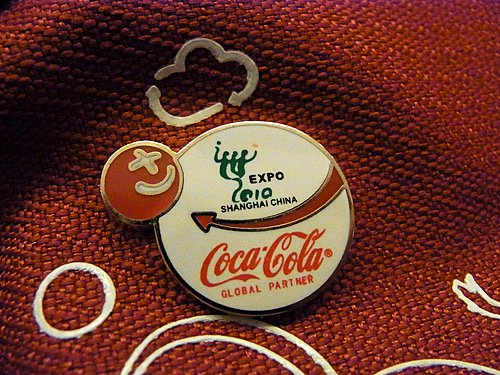 EXPO
2010
SHANGHAI CHINA
Coca-Cola®
GLOBAL PARTNER